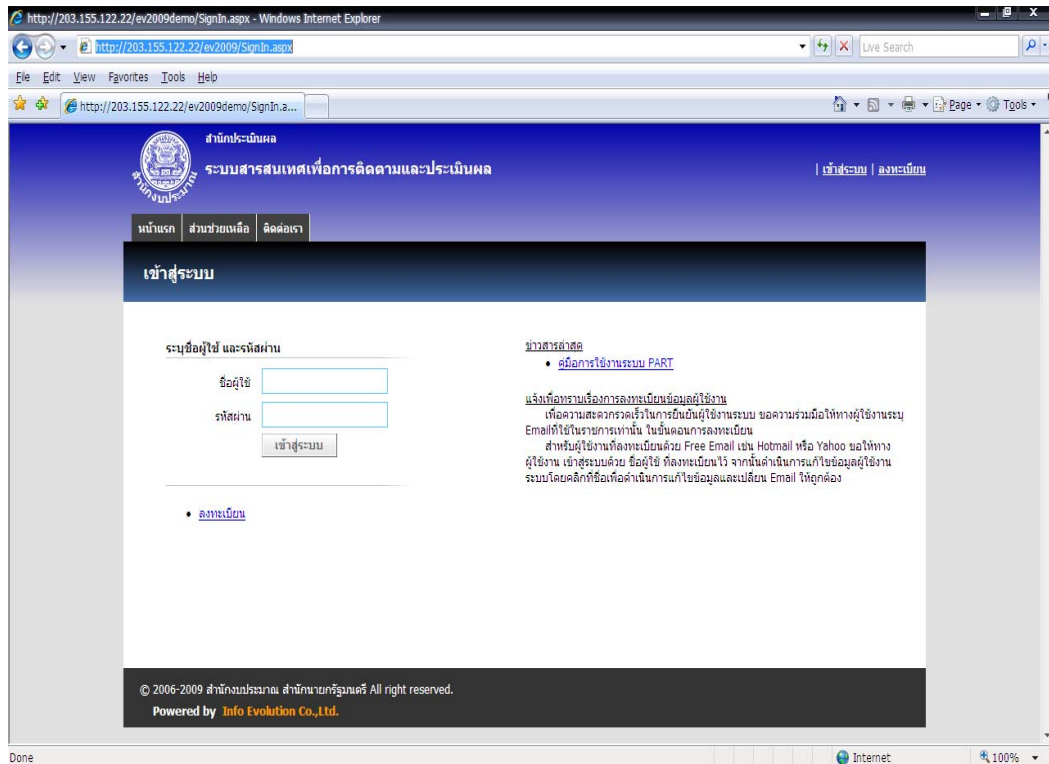 http://203.155.122.22/ev2009demo/SignIn.aspx - Windows Internet Explorer
http://203.155.122.22/ev2009/SignIn.aspx
Live Search
File Edit View Favorites Tools Help
http://203.155.122.22/ev2009demo/SignIn.a...
Page Tools
สำนักประเมินผล
ระบบสารสนเทศเพื่อการติดตามและประเมินผล
| เข้าสู่ระบบ | ลงทะเบียน
สำนักงบประมาณ
หน้าแรก ส่วนช่วยเหลือ ติดต่อเรา
เข้าสู่ระบบ
ระบุชื่อผู้ใช้ และรหัสผ่าน
ชื่อผู้ใช้
รหัสผ่าน
เข้าสู่ระบบ
• ลงทะเบียน
ข่าวสารล่าสุด
• คู่มือการใช้งานระบบ PART
แจ้งเพื่อทราบเรื่องการลงทะเบียนข้อมูลผู้ใช้งาน
เพื่อความสะดวกรวดเร็วในการยืนยันผู้ใช้งานระบบ ขอความร่วมมือให้ทางผู้ใช้งานระบุ
Emailที่ใช้ในราชการเท่านั้น ในขั้นตอนการลงทะเบียน
สำหรับผู้ใช้งานที่ลงทะเบียนด้วย Free Email เช่น Hotmail หรือ Yahoo ขอให้ทาง
ผู้ใช้งาน เข้าสู่ระบบด้วย ชื่อผู้ใช้ ที่ลงทะเบียนไว้ จากนั้นดำเนินการแก้ไขข้อมูลผู้ใช้งาน
ระบบโดยคลิกที่ชื่อเพื่อดำเนินการแก้ไขข้อมูลและเปลี่ยน Email ให้ถูกต้อง
© 2006-2009 สำนักงบประมาณ สำนักนายกรัฐมนตรี All right reserved.
Powered by Info Evolution Co.,Ltd.
Done
Internet
100%